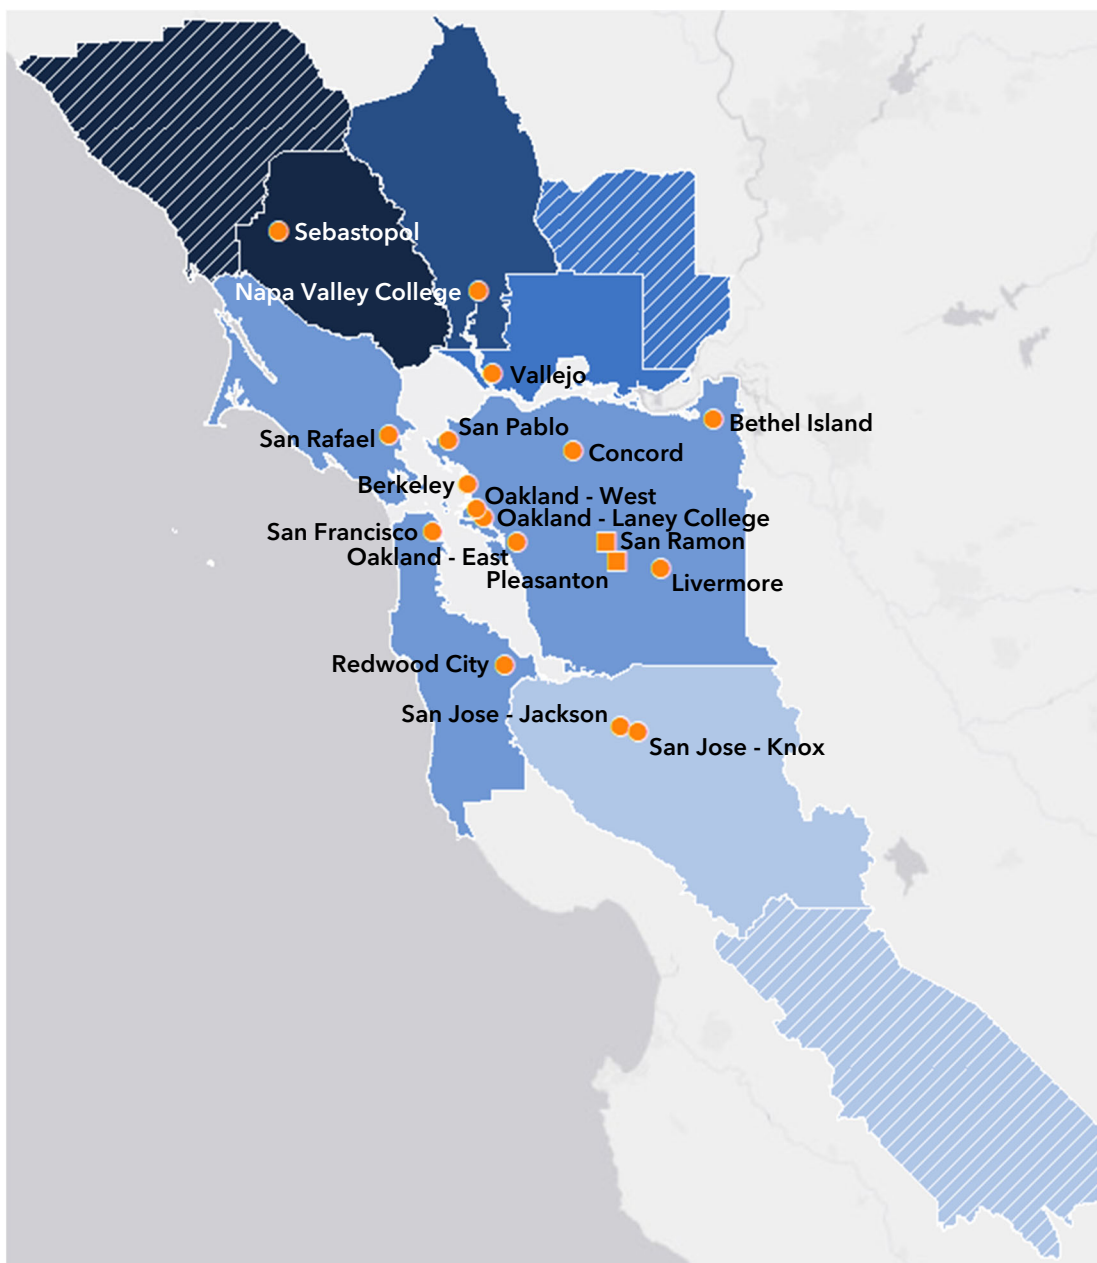 Sebastopol
Napa Valley College
Vallejo
Bethel Island
San Pablo
San Rafael
Concord
Berkeley
Oakland - West
Oakland - Laney College
San Francisco
San Ramon
Oakland - East
Pleasanton
Livermore
Redwood City
San Jose - Jackson
San Jose - Knox